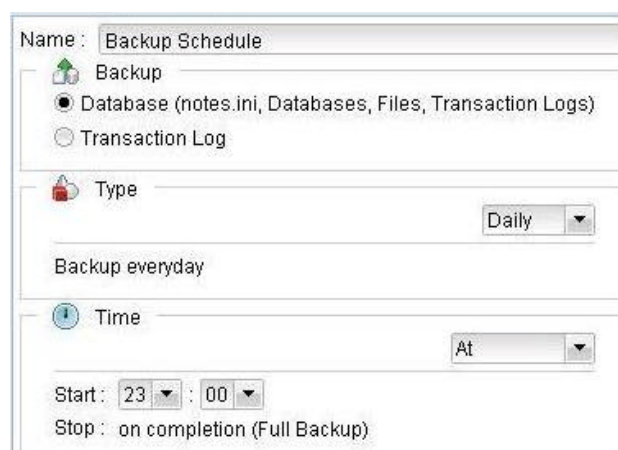 Name : Backup Schedule
Backup
Database (notes.ini, Databases, Files, Transaction Logs)
Transaction Log
Type
Daily
Backup everyday
Time
At
Start : 23 : 00
Stop : on completion (Full Backup)